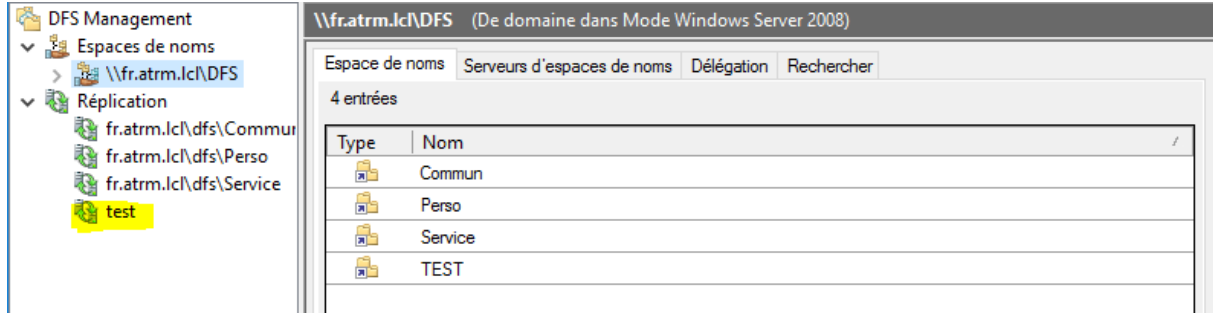 DFS Management
Espaces de noms
\\fr.atrm.lcl\DFS
Réplication
fr.atrm.lcl\dfs\Commun
fr.atrm.lcl\dfs\Perso
fr.atrm.lcl\dfs\Service
test
\\fr.atrm.lcl\DFS (De domaine dans Mode Windows Server 2008)
Espace de noms Serveurs d'espaces de noms Délégation Rechercher
4 entrées
Type Nom
Commun
Perso
Service
TEST